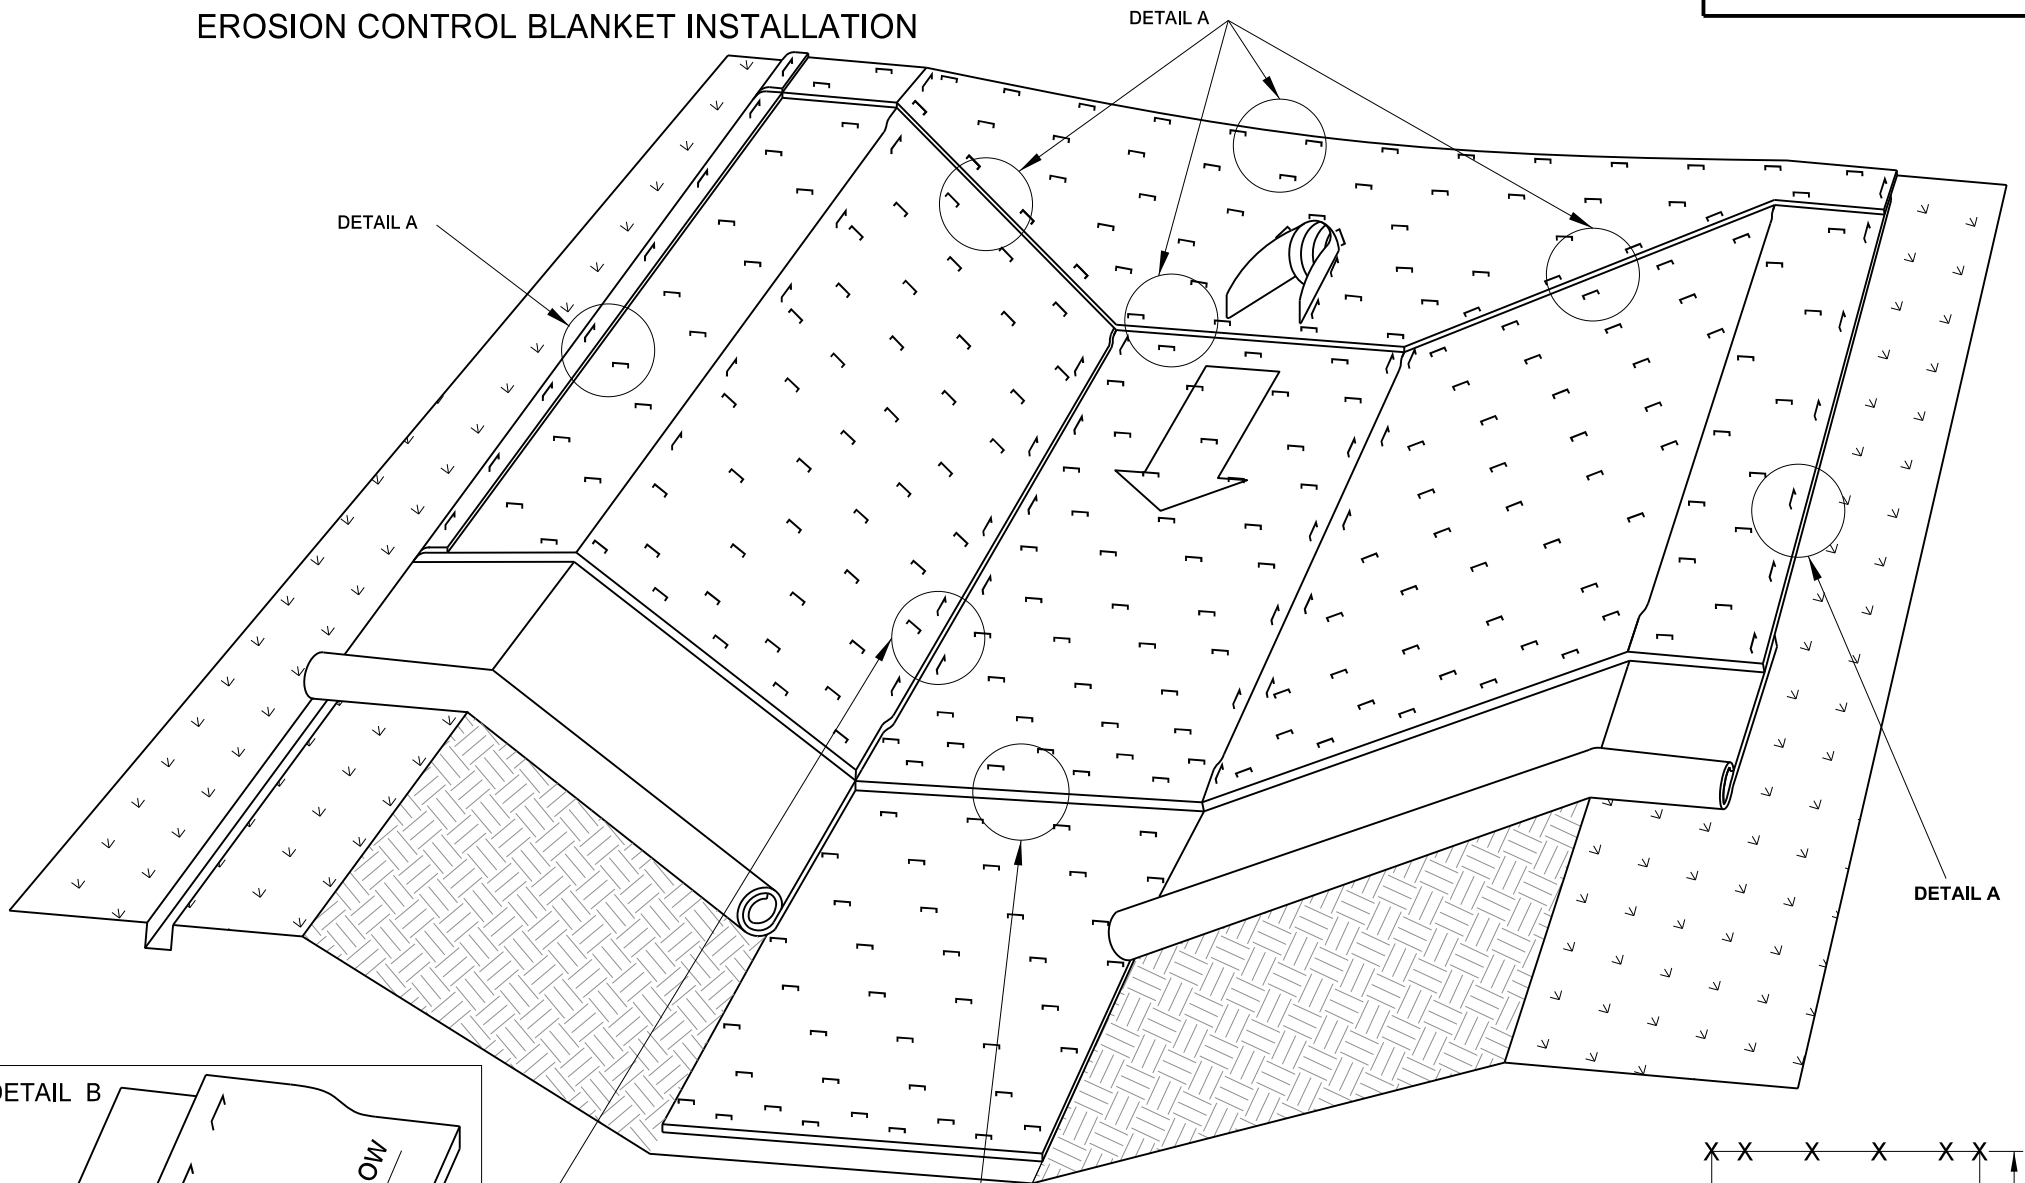 EROSION CONTROL BLANKET INSTALLATION
DETAIL A
DETAIL A
DETAIL A
DETAIL B
X X X X X X